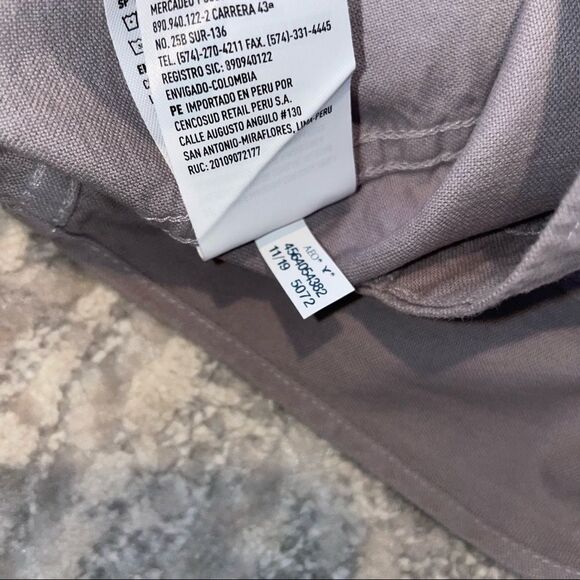 SP
MERCADEO Y
890.940.122-2 CARRERA 43a
NO. 25B SUR-136
TEL. (574)-270-4211 FAX. (574)-331-4445
REGISTRO SIC: 890940122
ENVIGADO-COLOMBIA
PE IMPORTADO EN PERU POR
CENCOSUD RETAIL PERU S.A.
CALLE AUGUSTO ANGULO #130
SAN ANTONIO-MIRAFLORES, LIMA-PERU
RUC: 20109072177
AEO* *Y*
4564054382
11/19 5072